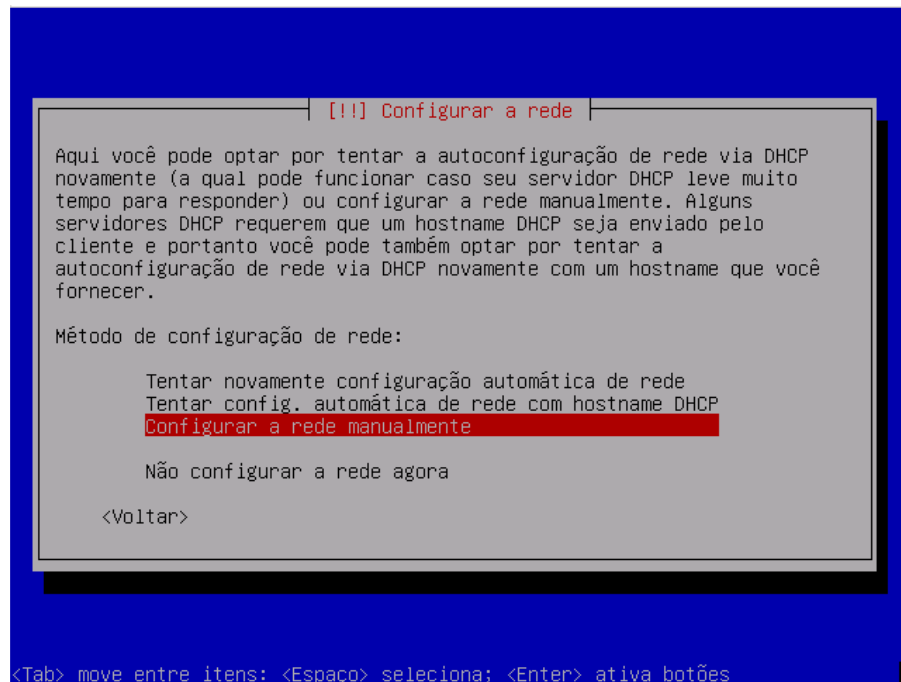 [!!] Configurar a rede
Aqui você pode optar por tentar a autoconfiguração de rede via DHCP
novamente (a qual pode funcionar caso seu servidor DHCP leve muito
tempo para responder) ou configurar a rede manualmente. Alguns
servidores DHCP requerem que um hostname DHCP seja enviado pelo
cliente e portanto você pode também optar por tentar a
autoconfiguração de rede via DHCP novamente com um hostname que você
fornecer.
Método de configuração de rede:
Tentar novamente configuração automática de rede
Tentar config. automática de rede com hostname DHCP
Configurar a rede manualmente
Não configurar a rede agora
<Voltar>
<Tab> move entre itens; <Espaço> seleciona; <Enter> ativa botões